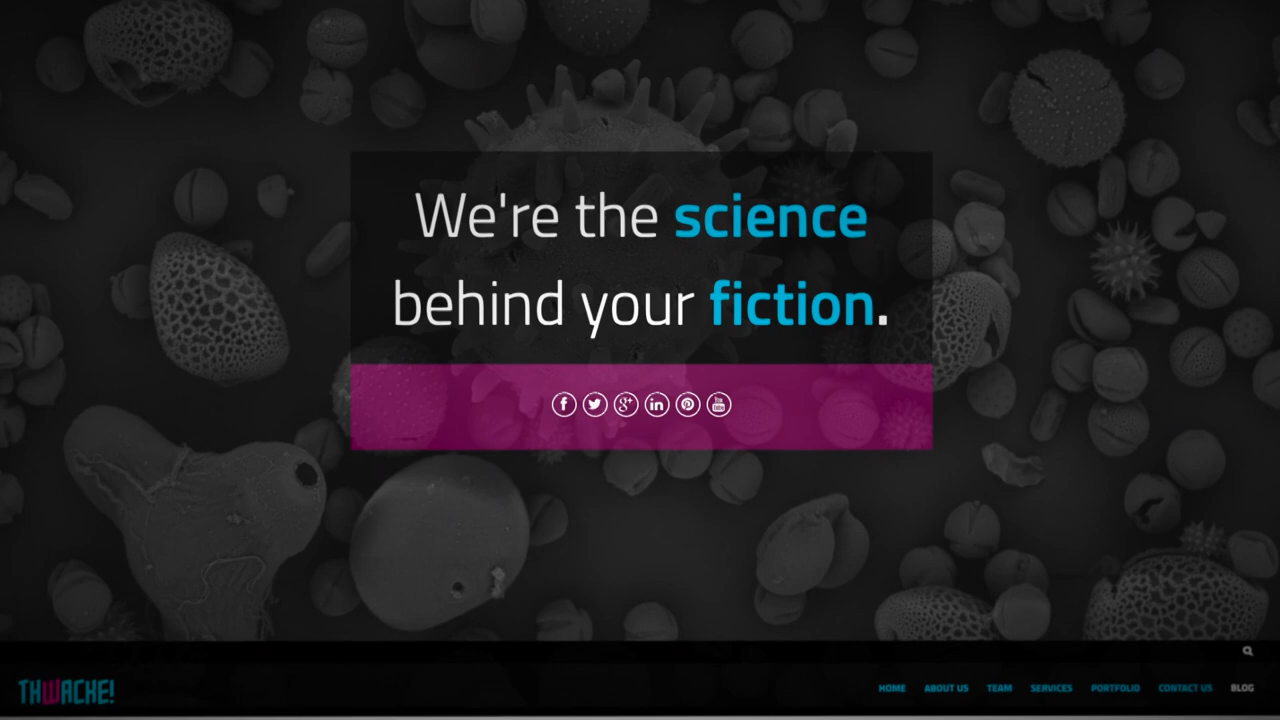 We're the science
behind your fiction.
THWACHE!
HOME ABOUT US TEAM SERVICES PORTFOLIO CONTACT US BLOG